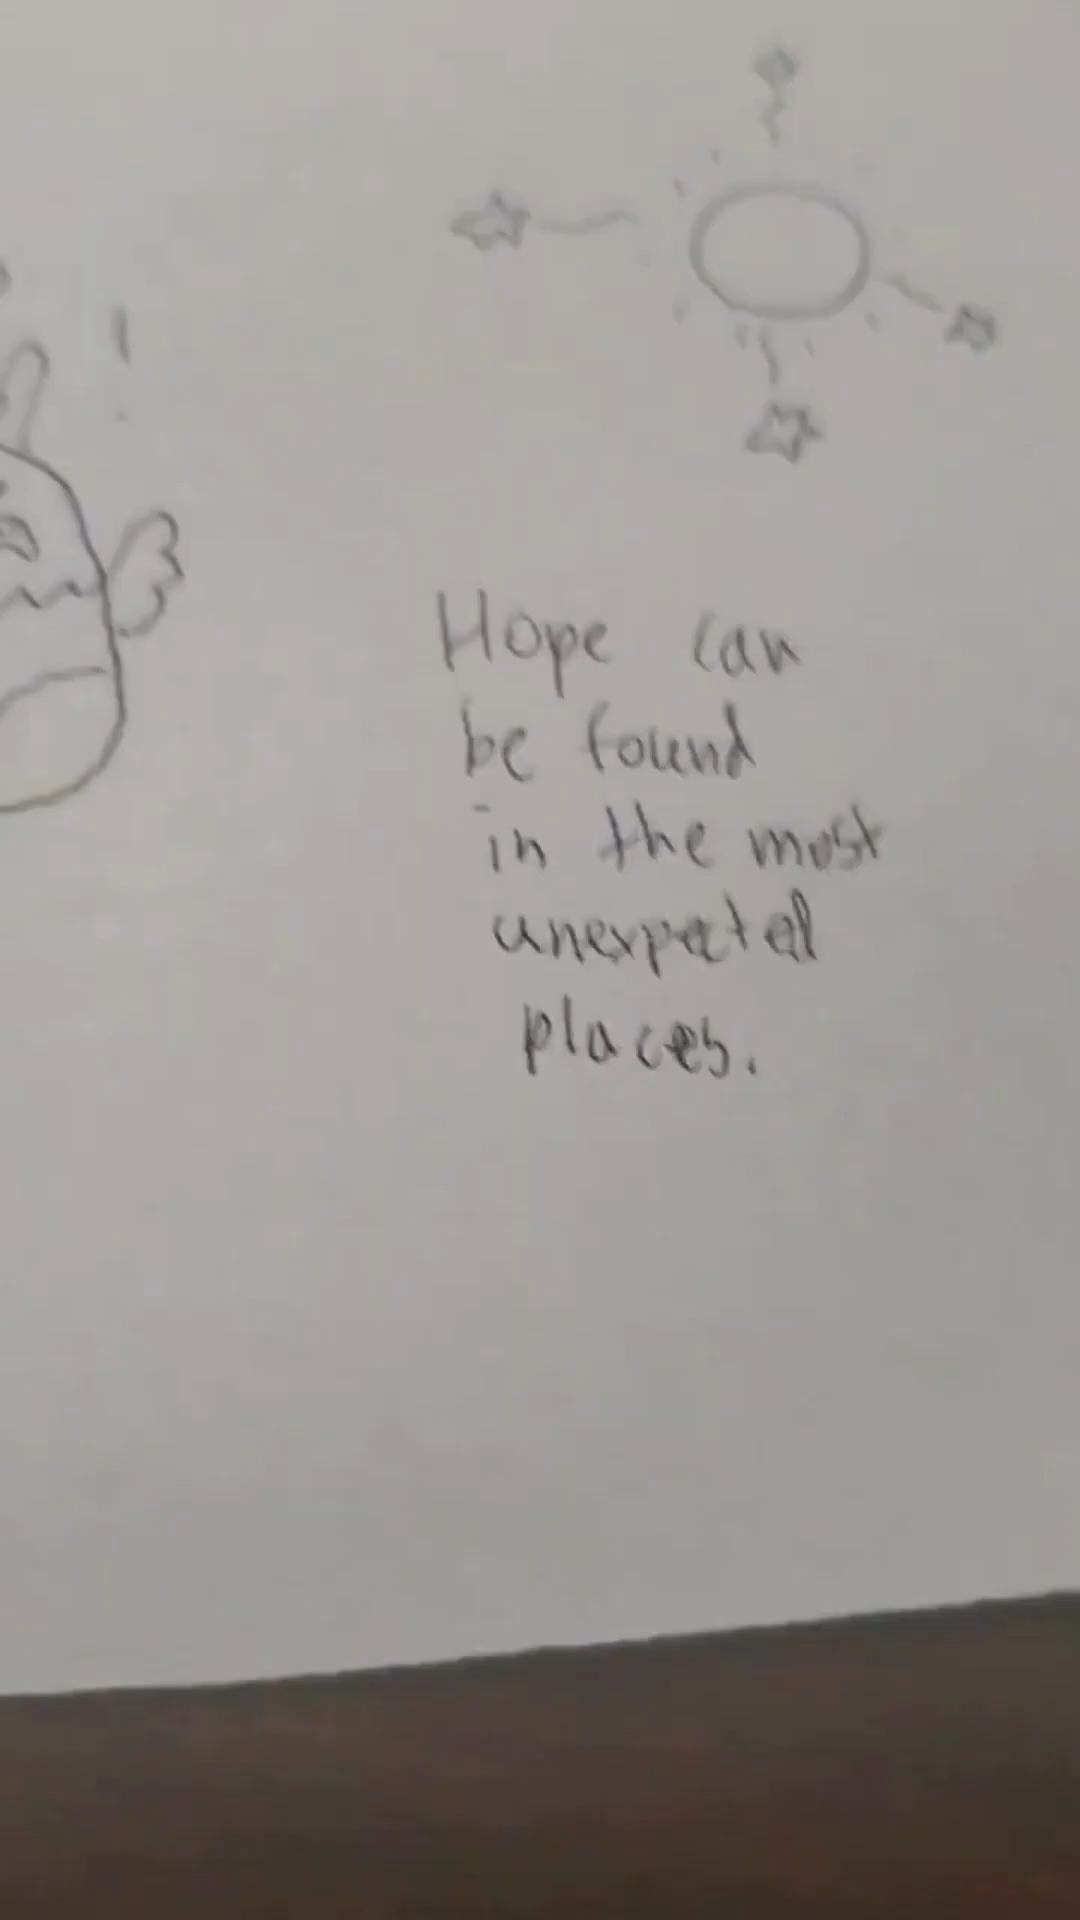 !
Hope can
be found
in the most
unexpected
places.